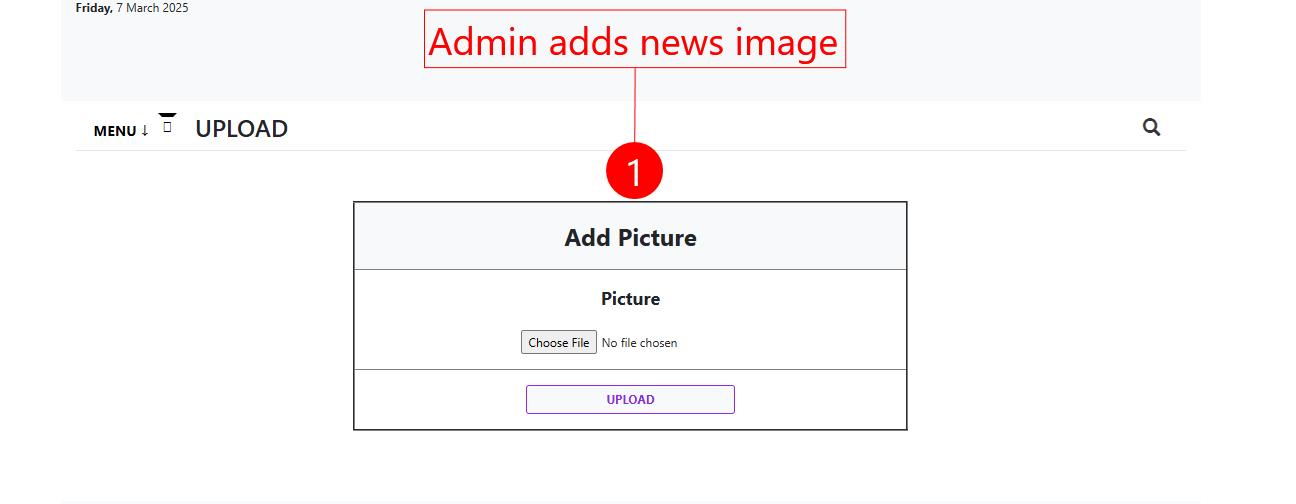 Friday, 7 March 2025
Admin adds news image
MENU ↓
UPLOAD
1
Add Picture
Picture
Choose File No file chosen
UPLOAD